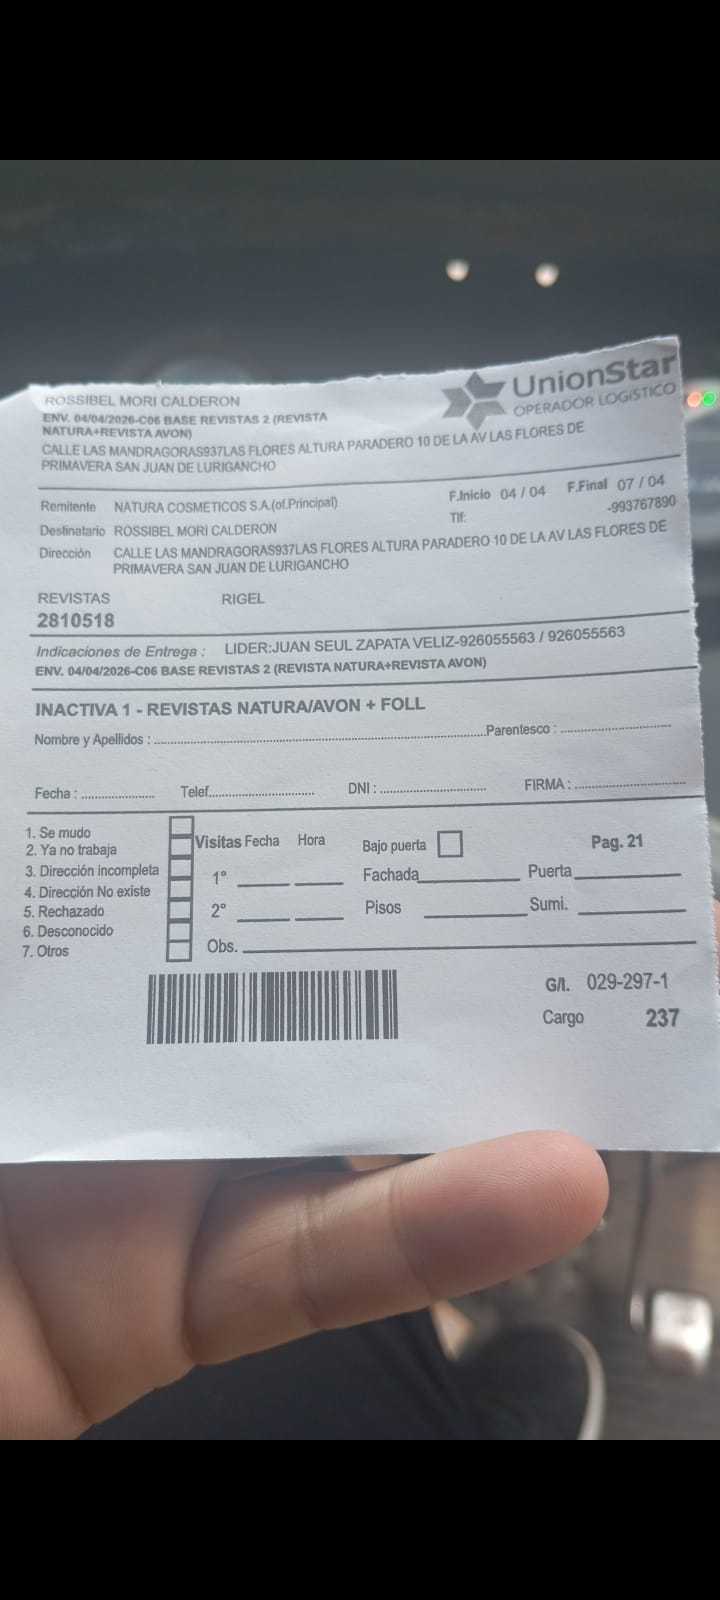 UnionStar
OPERADOR LOGÍSTICO
ROSSIBEL MORI CALDERON
ENV. 04/04/2026-C06 BASE REVISTAS 2 (REVISTA
NATURA+REVISTA AVON)
CALLE LAS MANDRAGORAS937LAS FLORES ALTURA PARADERO 10 DE LA AV LAS FLORES DE
PRIMAVERA SAN JUAN DE LURIGANCHO
Remitente NATURA COSMETICOS S.A.(of.Principal) F.Inicio 04 / 04 F.Final 07 / 04
Destinatario ROSSIBEL MORI CALDERON Tlf: -993767890
Dirección CALLE LAS MANDRAGORAS937LAS FLORES ALTURA PARADERO 10 DE LA AV LAS FLORES DE
PRIMAVERA SAN JUAN DE LURIGANCHO
REVISTAS RIGEL
2810518
Indicaciones de Entrega : LIDER:JUAN SEUL ZAPATA VELIZ-926055563 / 926055563
ENV. 04/04/2026-C06 BASE REVISTAS 2 (REVISTA NATURA+REVISTA AVON)
INACTIVA 1 - REVISTAS NATURA/AVON + FOLL
Nombre y Apellidos : Parentesco :
Fecha : Telef. DNI : FIRMA :
1. Se mudo
2. Ya no trabaja
3. Dirección incompleta
4. Dirección No existe
5. Rechazado
6. Desconocido
7. Otros
Visitas Fecha Hora Bajo puerta Pag. 21
1° Fachada Puerta
2° Pisos Sumi.
Obs.
G/I. 029-297-1
Cargo 237